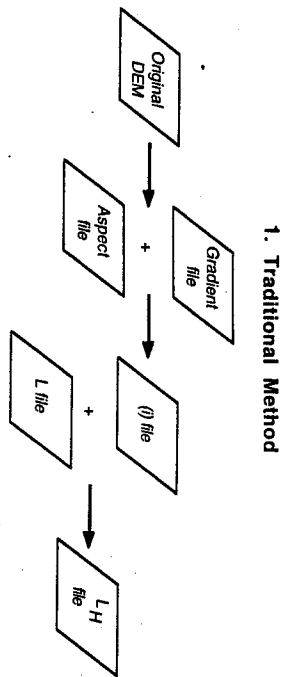 1. Traditional Method
Original
DEM
Gradient
file
+
Aspect
file
(i) file
+
L file
L H
file